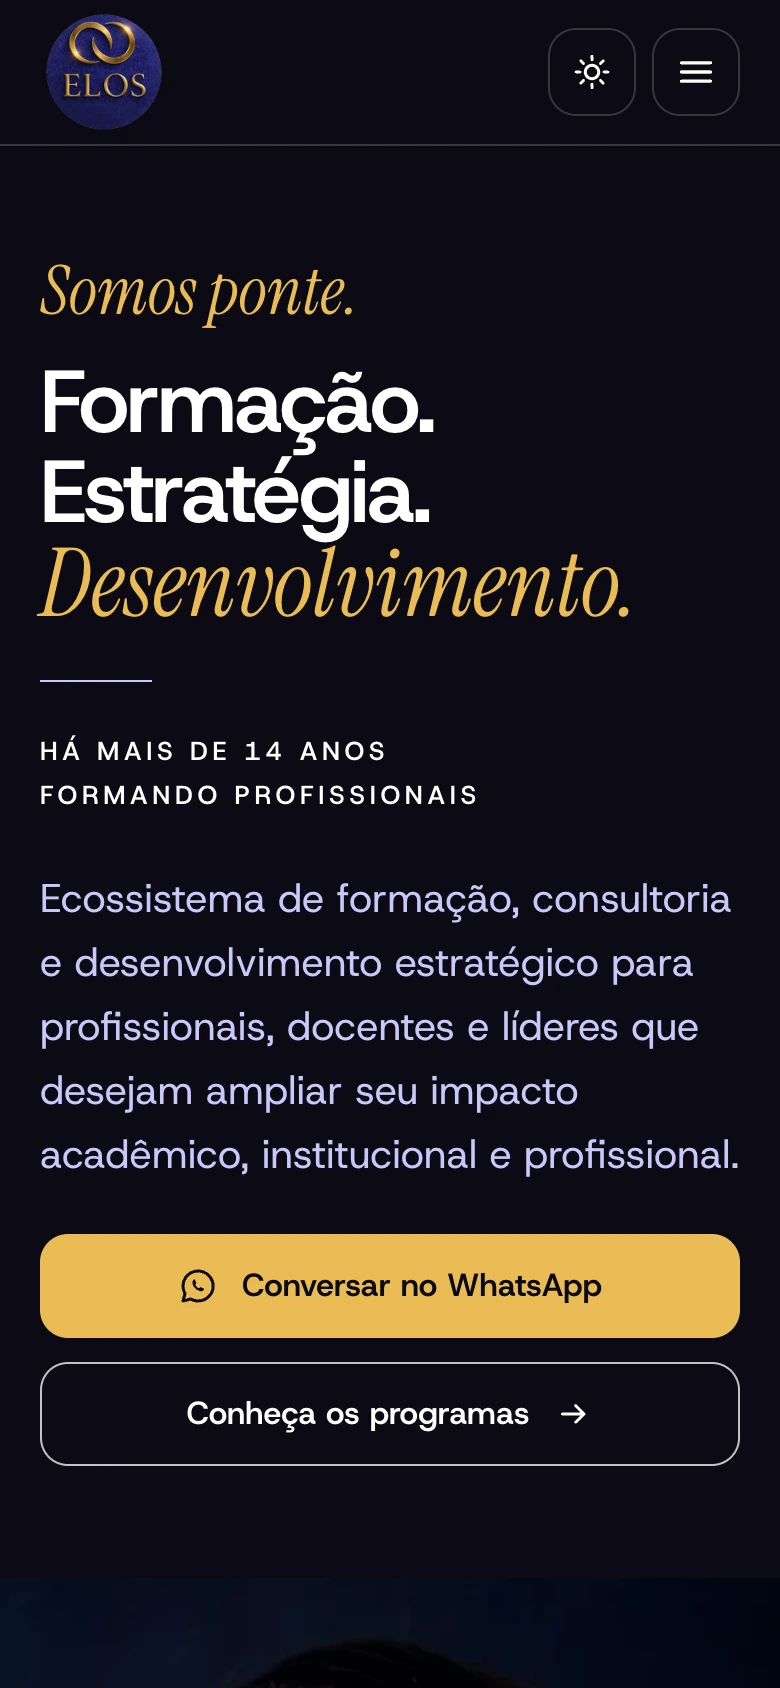 ELOS
Somos ponte.
Formação.
Estratégia.
Desenvolvimento.
HÁ MAIS DE 14 ANOS
FORMANDO PROFISSIONAIS
Ecossistema de formação, consultoria
e desenvolvimento estratégico para
profissionais, docentes e líderes que
desejam ampliar seu impacto
acadêmico, institucional e profissional.
Conversar no WhatsApp
Conheça os programas →